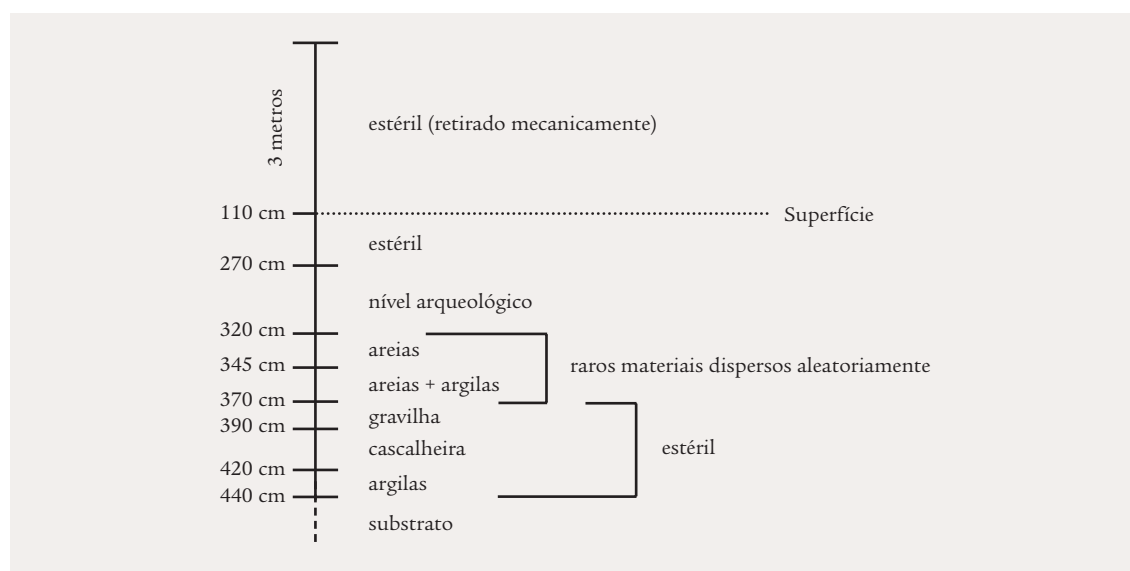 3 metros
estéril (retirado mecanicamente)
110 cm
Superfície
estéril
270 cm
nível arqueológico
320 cm
areias
345 cm
raros materiais dispersos aleatoriamente
areias + argilas
370 cm
gravilha
390 cm
cascalheira
estéril
420 cm
argilas
440 cm
substrato